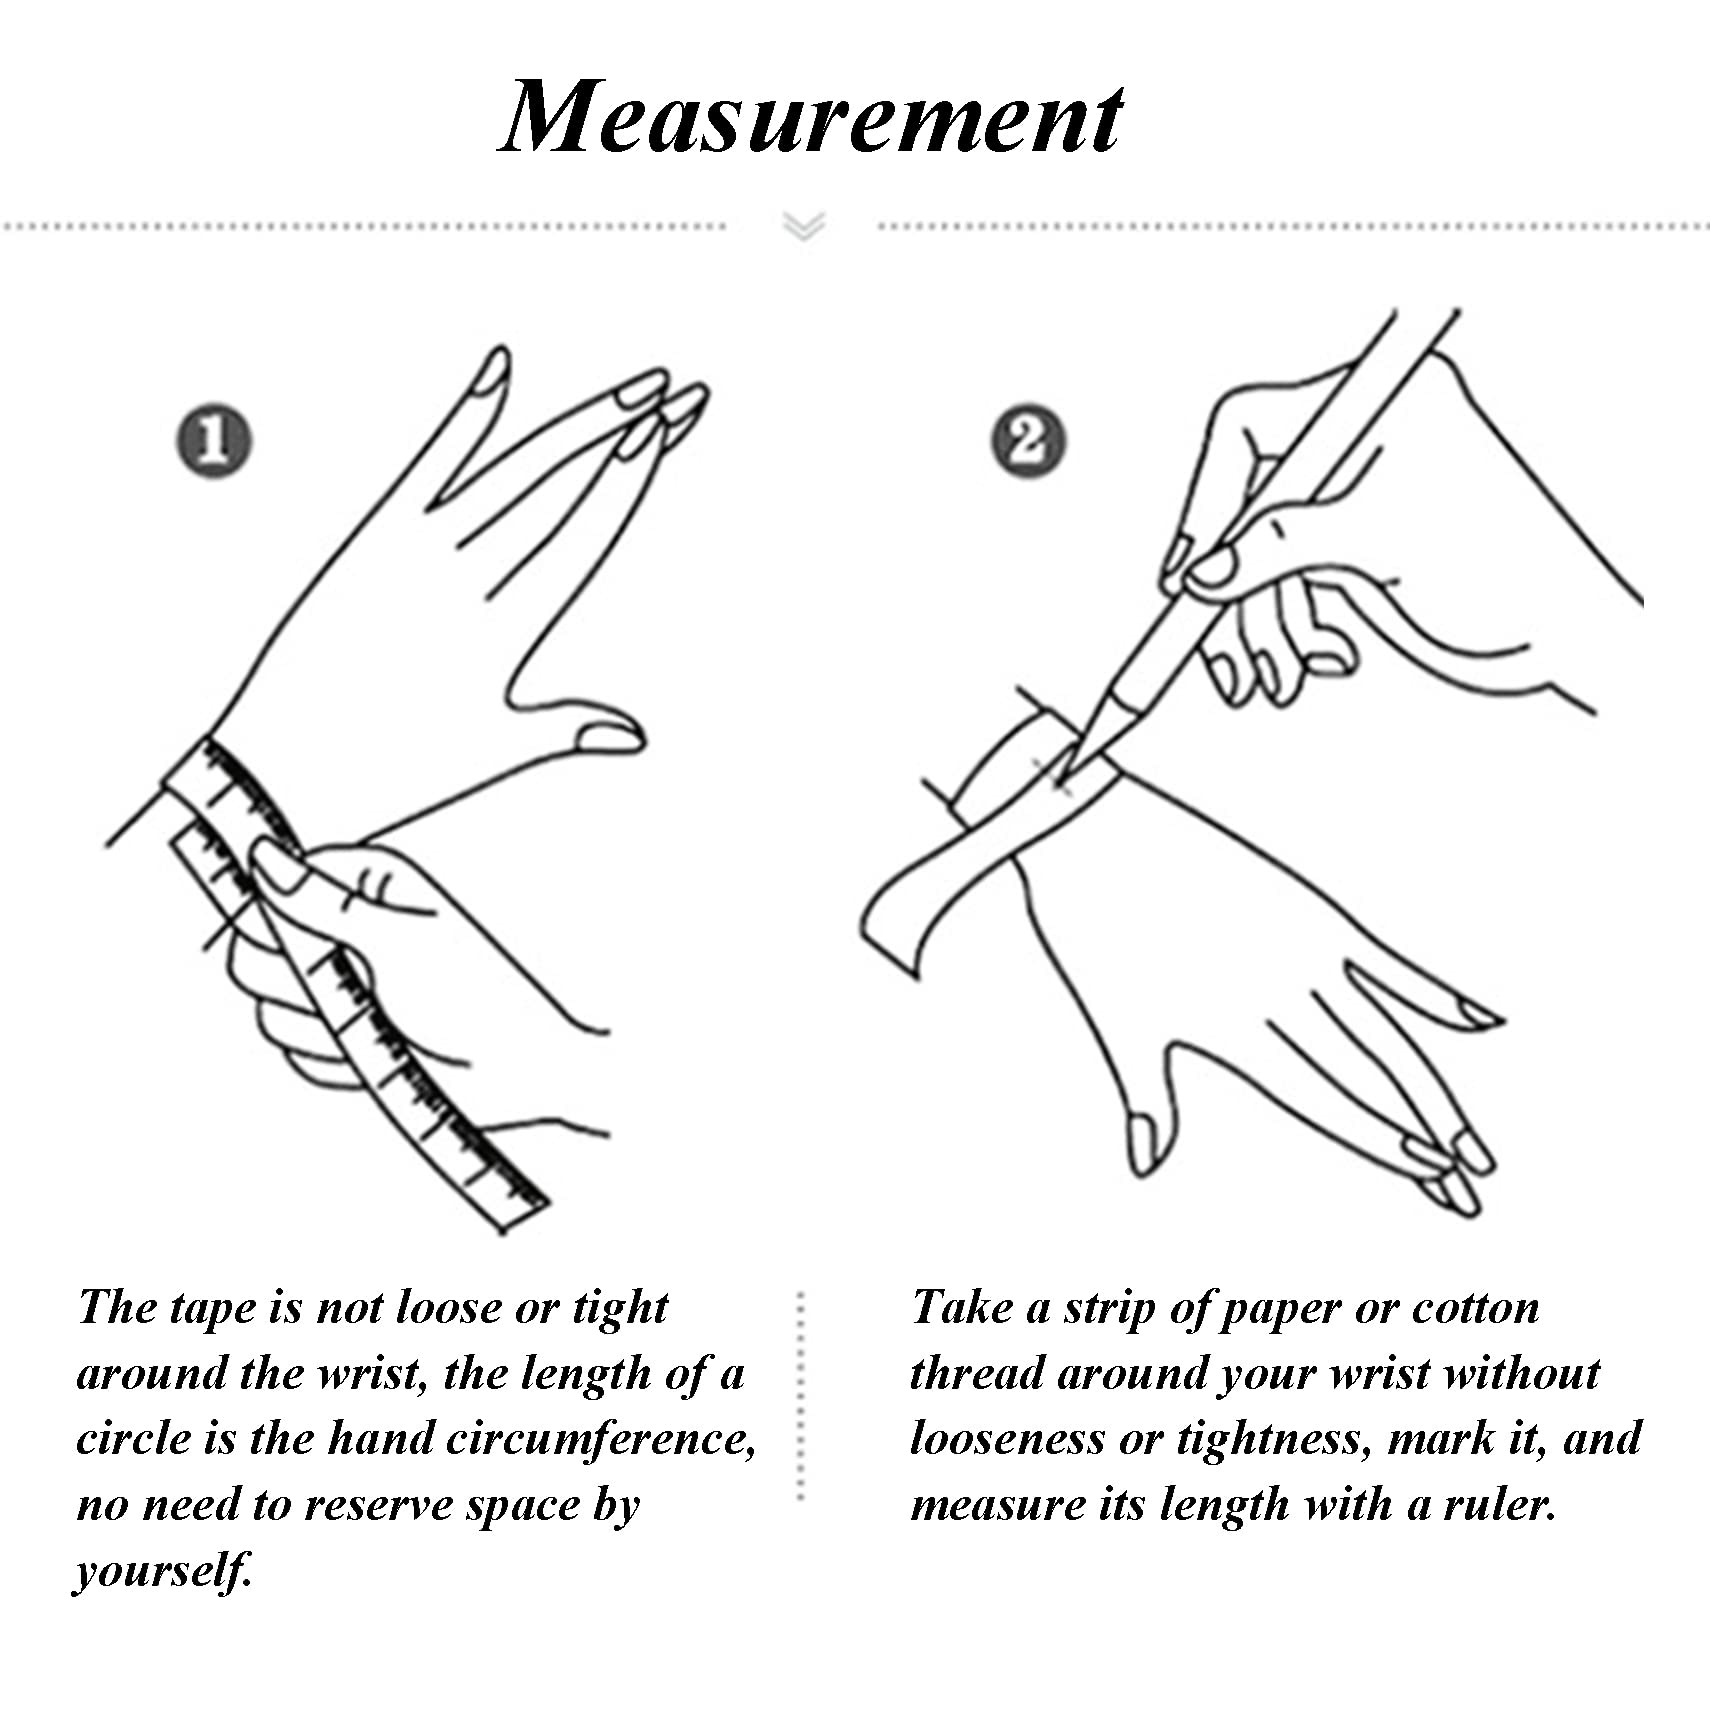 Measurement
1
2
The tape is not loose or tight
around the wrist, the length of a
circle is the hand circumference,
no need to reserve space by
yourself.
Take a strip of paper or cotton
thread around your wrist without
looseness or tightness, mark it, and
measure its length with a ruler.